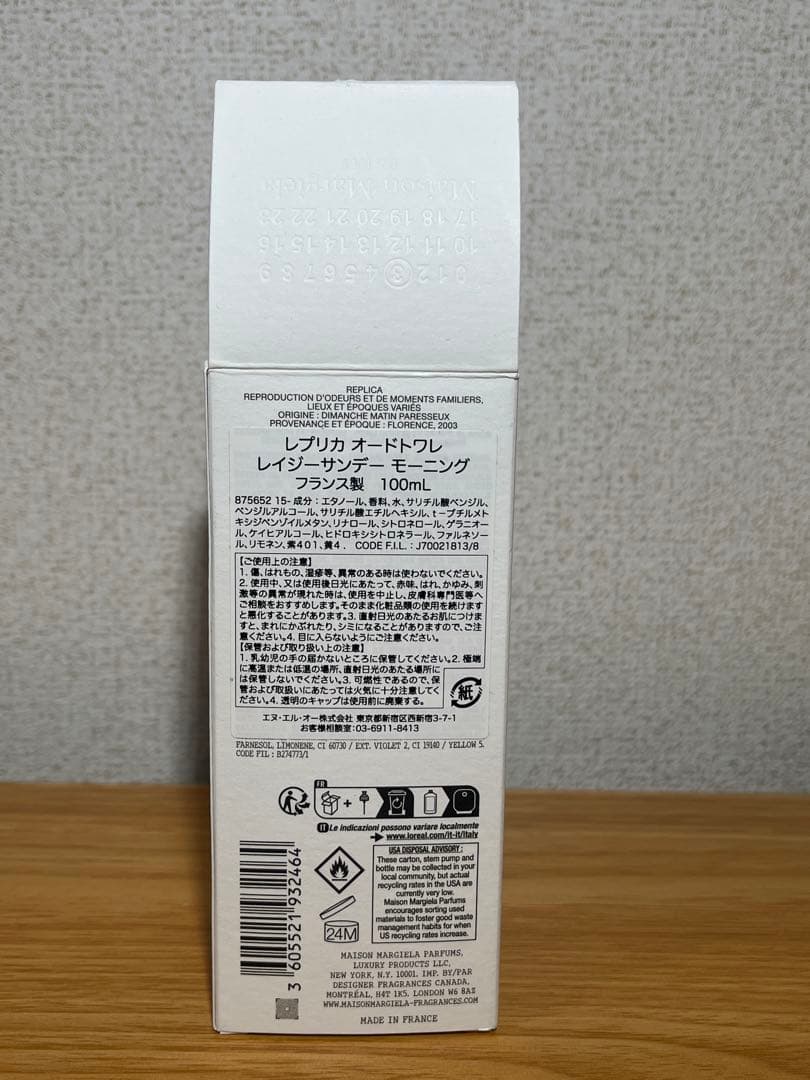 Maison Margiela
17 18 19 20 21 22 23
10 11 12 13 14 15 16
0 1 2 3 4 5 6 7 8 9
REPLICA
REPRODUCTION D'ODEURS ET DE MOMENTS FAMILIERS,
LIEUX ET ÉPOQUES VARIÉS
ORIGINE : DIMANCHE MATIN PARESSEUX
PROVENANCE ET ÉPOQUE : FLORENCE, 2003
レプリカ オードトワレ
レイジーサンデー モーニング
フランス製 100mL
875652 15- 成分：エタノール、香料、水、サリチル酸ベンジル、
ベンジルアルコール、サリチル酸エチルヘキシル、t－ブチルメト
キシジベンゾイルメタン、リナロール、シトロネロール、ゲラニオー
ル、ケイヒアルコール、ヒドロキシシトロネラール、ファルネソー
ル、リモネン、紫４０１、黄４． CODE F.I.L. : J70021813/8
【ご使用上の注意】
1. 傷、はれもの、湿疹等、異常のある時は使わないでください。
2. 使用中、又は使用後日光にあたって、赤味、はれ、かゆみ、刺
激等の異常が現れた時は、使用を中止し、皮膚科専門医等へ
ご相談をおすすめします。そのまま化粧品類の使用を続けます
と悪化することがあります。3. 直射日光のあたるお肌につけま
すと、まれにかぶれたり、シミになることがありますので、ご注
意ください。4. 目に入らないようにご注意ください。
【保管および取り扱い上の注意】
1. 乳幼児の手の届かないところに保管してください。2. 極端
に高温または低温の場所、直射日光のあたる場所に
は保管しないでください。3. 可燃性であるので、保
管および取扱いにあたっては火気に十分注意してく
ださい。4. 透明のキャップは使用前に廃棄する。
紙
エヌ・エル・オー株式会社 東京都新宿区西新宿3-7-1
お客様相談室：03-6911-8413
FARNESOL, LIMONENE, CI 60730 / EXT. VIOLET 2, CI 19140 / YELLOW 5.
CODE FIL : B274773/1
FR
IT Le indicazioni possono variare localmente
www.loreal.com/it-it/Italy
USA DISPOSAL ADVISORY :
These carton, stem pump and
bottle may be collected in your
local community, but actual
recycling rates in the USA are
currently very low.
Maison Margiela Parfums
encourages sorting used
materials to foster good waste
management habits for when
US recycling rates increase.
24M
3 605521 932464
MAISON MARGIELA PARFUMS,
LUXURY PRODUCTS LLC,
NEW YORK, N.Y. 10001. IMP. BY/PAR
DESIGNER FRAGRANCES CANADA,
MONTRÉAL, H4T 1K5. LONDON W6 8AZ
WWW.MAISONMARGIELA-FRAGRANCES.COM
MADE IN FRANCE